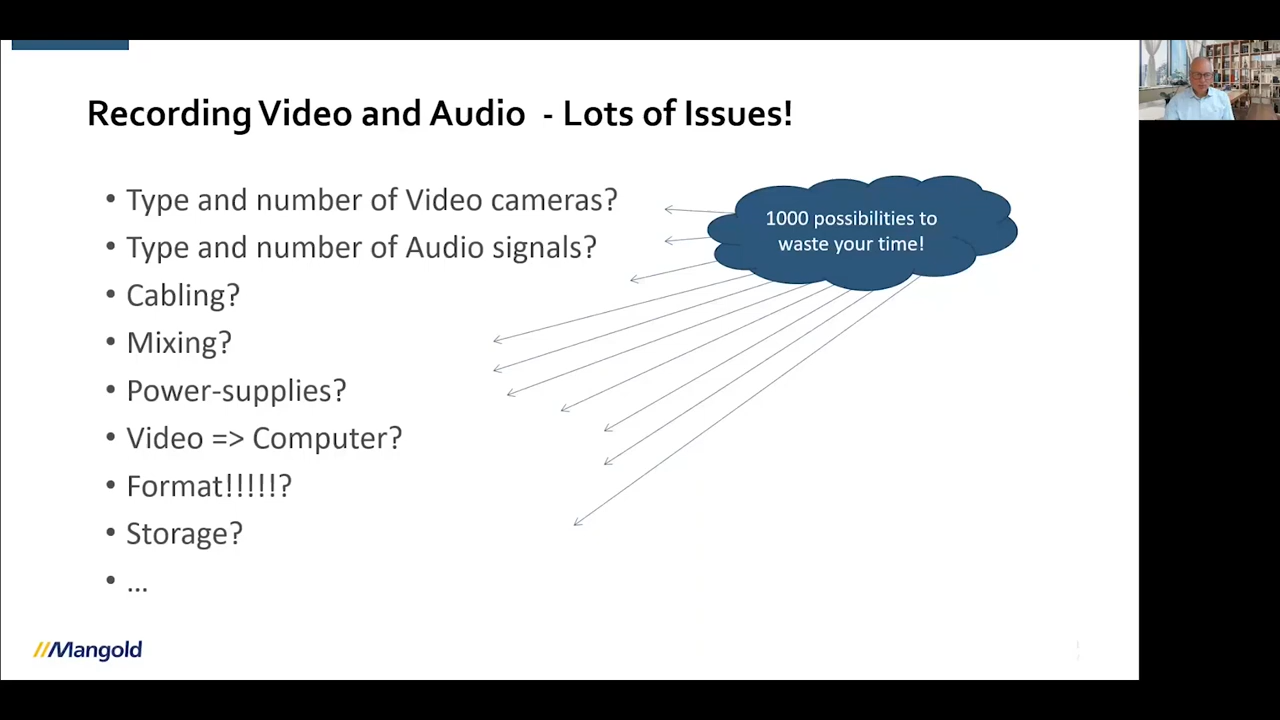 Recording Video and Audio - Lots of Issues!
• Type and number of Video cameras?
• Type and number of Audio signals?
• Cabling?
• Mixing?
• Power-supplies?
• Video => Computer?
• Format!!!!!?
• Storage?
• ...
1000 possibilities to
waste your time!
//Mangold